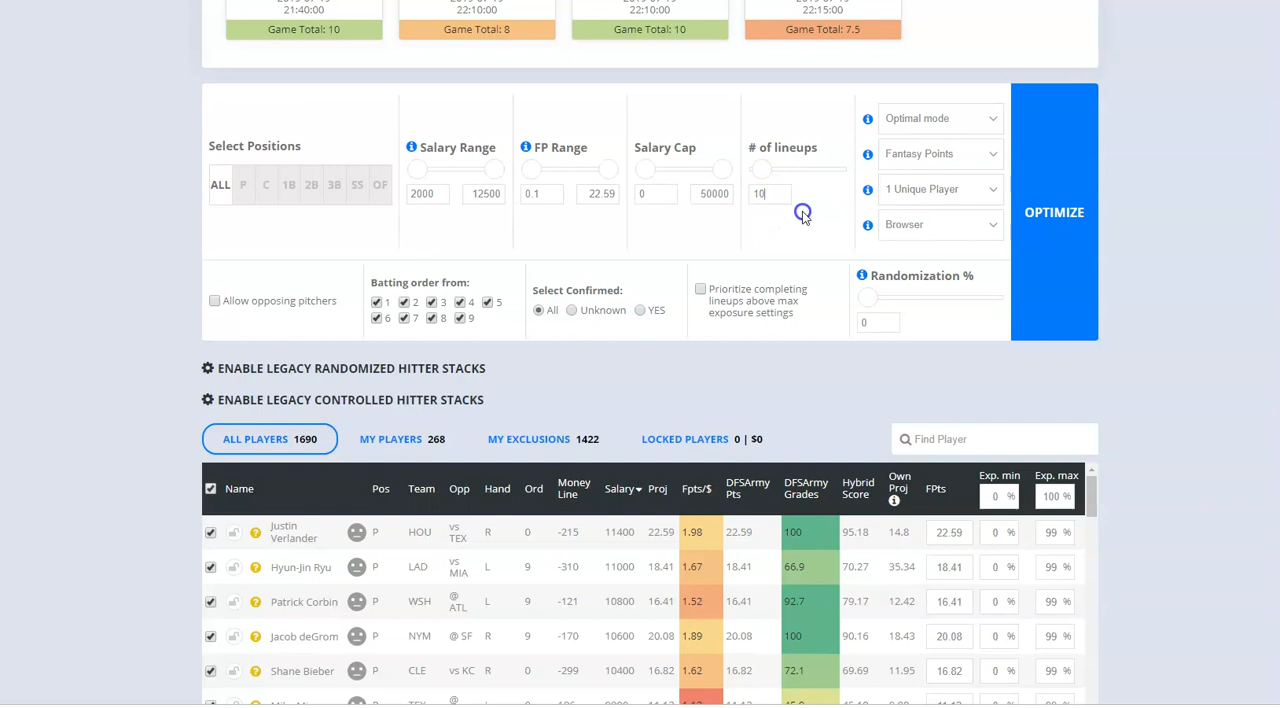 21:40:00 22:10:00 22:10:00 22:15:00
Game Total: 10 Game Total: 8 Game Total: 10 Game Total: 7.5
Select Positions
ALL P C 1B 2B 3B SS OF
Salary Range
2000 12500
FP Range
0.1 22.59
Salary Cap
0 50000
# of lineups
10
Optimal mode
Fantasy Points
1 Unique Player
Browser
OPTIMIZE
Allow opposing pitchers
Batting order from:
1 2 3 4 5
6 7 8 9
Select Confirmed:
All Unknown YES
Prioritize completing
lineups above max
exposure settings
Randomization %
0
ENABLE LEGACY RANDOMIZED HITTER STACKS
ENABLE LEGACY CONTROLLED HITTER STACKS
ALL PLAYERS 1690 MY PLAYERS 268 MY EXCLUSIONS 1422 LOCKED PLAYERS 0 | $0 Find Player
Name Pos Team Opp Hand Ord Money Line Salary Proj Fpts/$ DFSArmy Pts DFSArmy Grades Hybrid Score Own Proj FPts Exp. min 0 % Exp. max 100 %
Justin Verlander P HOU vs TEX R 0 -215 11400 22.59 1.98 22.59 100 95.18 14.8 22.59 0 % 99 %
Hyun-Jin Ryu P LAD vs MIA L 9 -310 11000 18.41 1.67 18.41 66.9 70.27 35.34 18.41 0 % 99 %
Patrick Corbin P WSH @ ATL L 9 -121 10800 16.41 1.52 16.41 92.7 79.17 12.42 16.41 0 % 99 %
Jacob deGrom P NYM @ SF R 9 -170 10600 20.08 1.89 20.08 100 90.16 18.43 20.08 0 % 99 %
Shane Bieber P CLE vs KC R 0 -299 10400 16.82 1.62 16.82 72.1 69.69 11.95 16.82 0 % 99 %